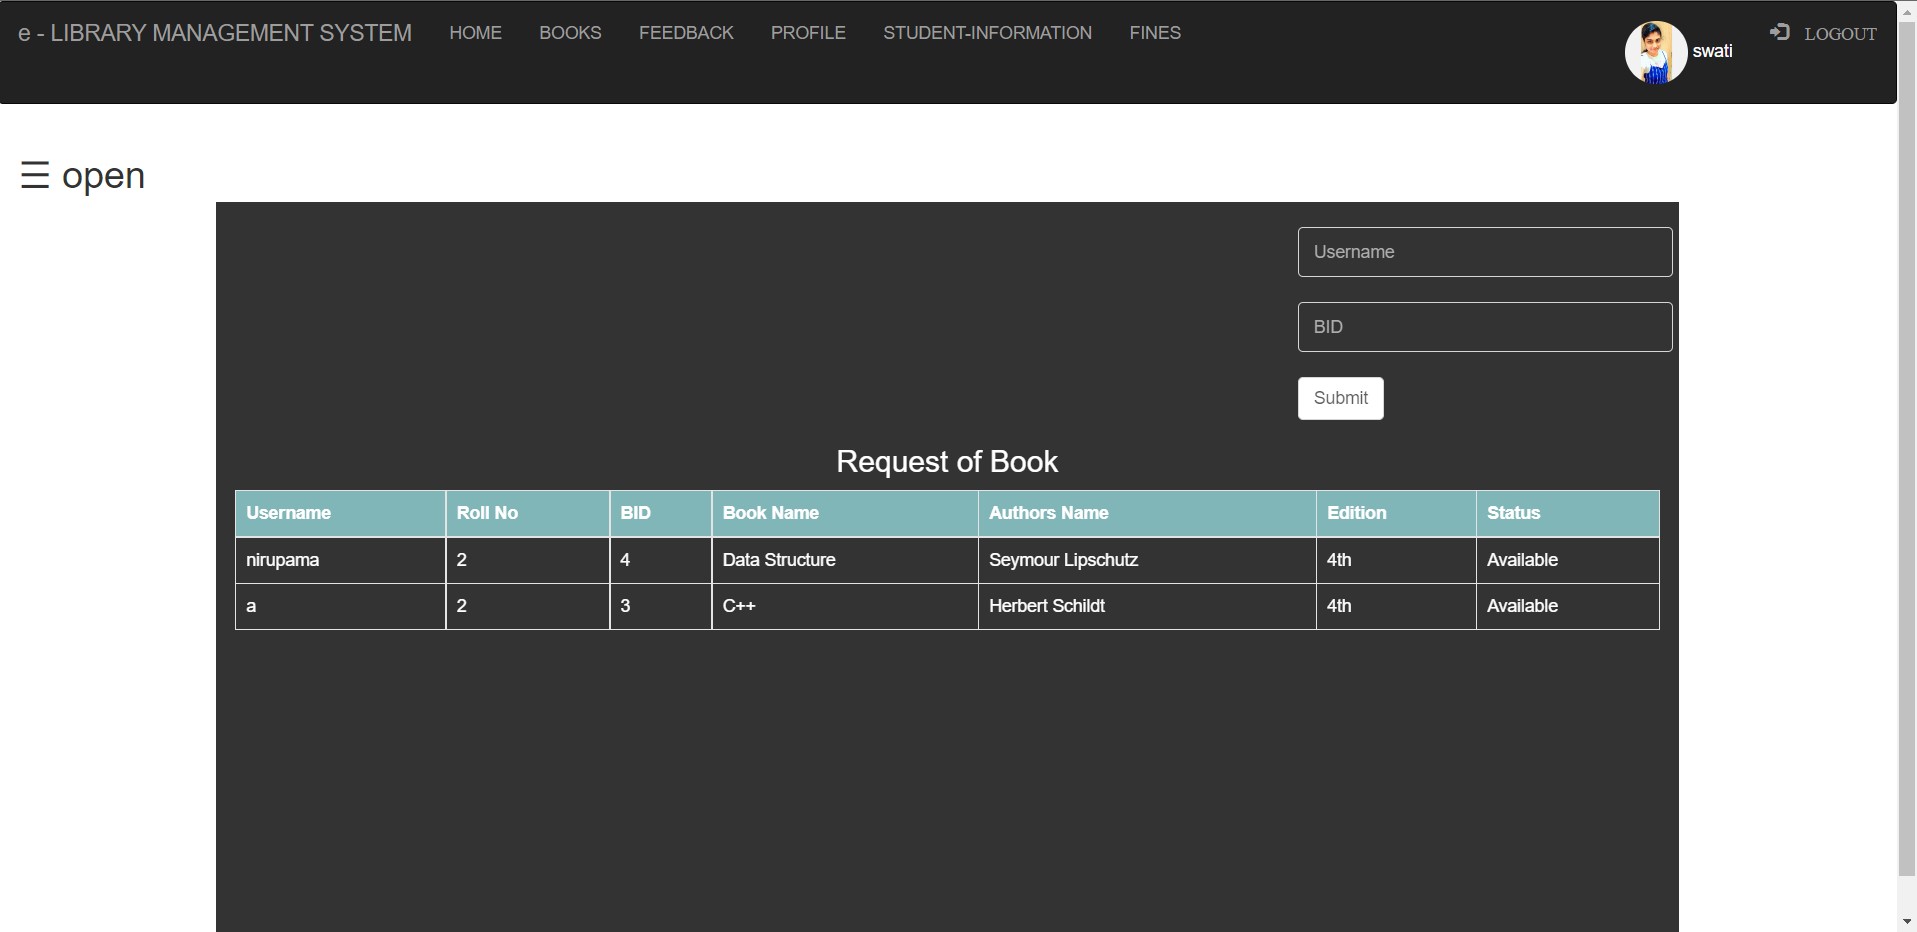 e - LIBRARY MANAGEMENT SYSTEM HOME BOOKS FEEDBACK PROFILE STUDENT-INFORMATION FINES swati LOGOUT
☰ open
Username
BID
Submit
Request of Book
Username Roll No BID Book Name Authors Name Edition Status
nirupama 2 4 Data Structure Seymour Lipschutz 4th Available
a 2 3 C++ Herbert Schildt 4th Available